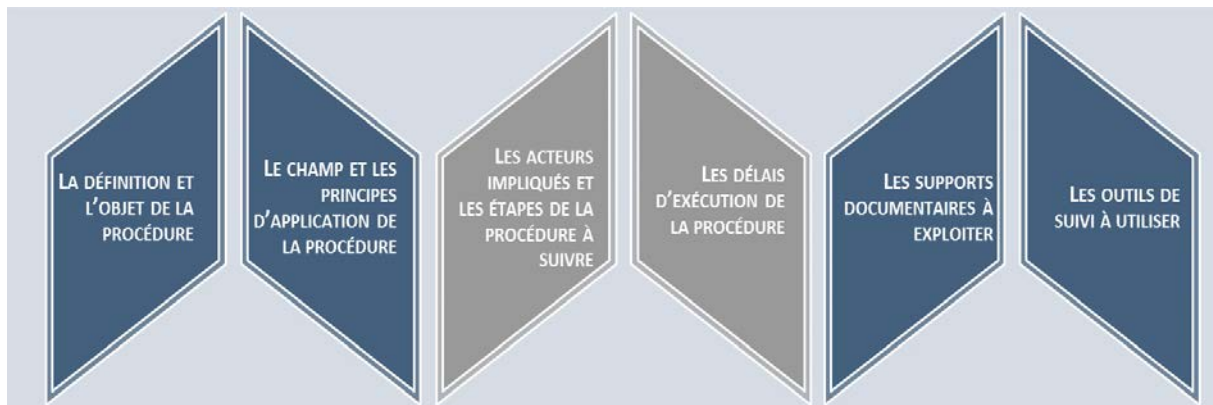 LA DÉFINITION ET
L'OBJET DE LA
PROCÉDURE
LE CHAMP ET LES
PRINCIPES
D'APPLICATION DE
LA PROCÉDURE
LES ACTEURS
IMPLIQUÉS ET
LES ÉTAPES DE LA
PROCÉDURE À
SUIVRE
LES DÉLAIS
D'EXÉCUTION DE
LA PROCÉDURE
LES SUPPORTS
DOCUMENTAIRES À
EXPLOITER
LES OUTILS DE
SUIVI À UTILISER